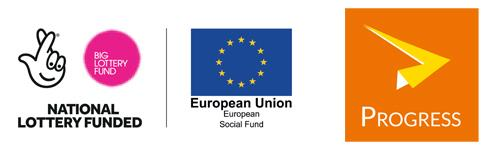 BIG
LOTTERY
FUND
NATIONAL
LOTTERY FUNDED
European Union
European
Social Fund
PROGRESS